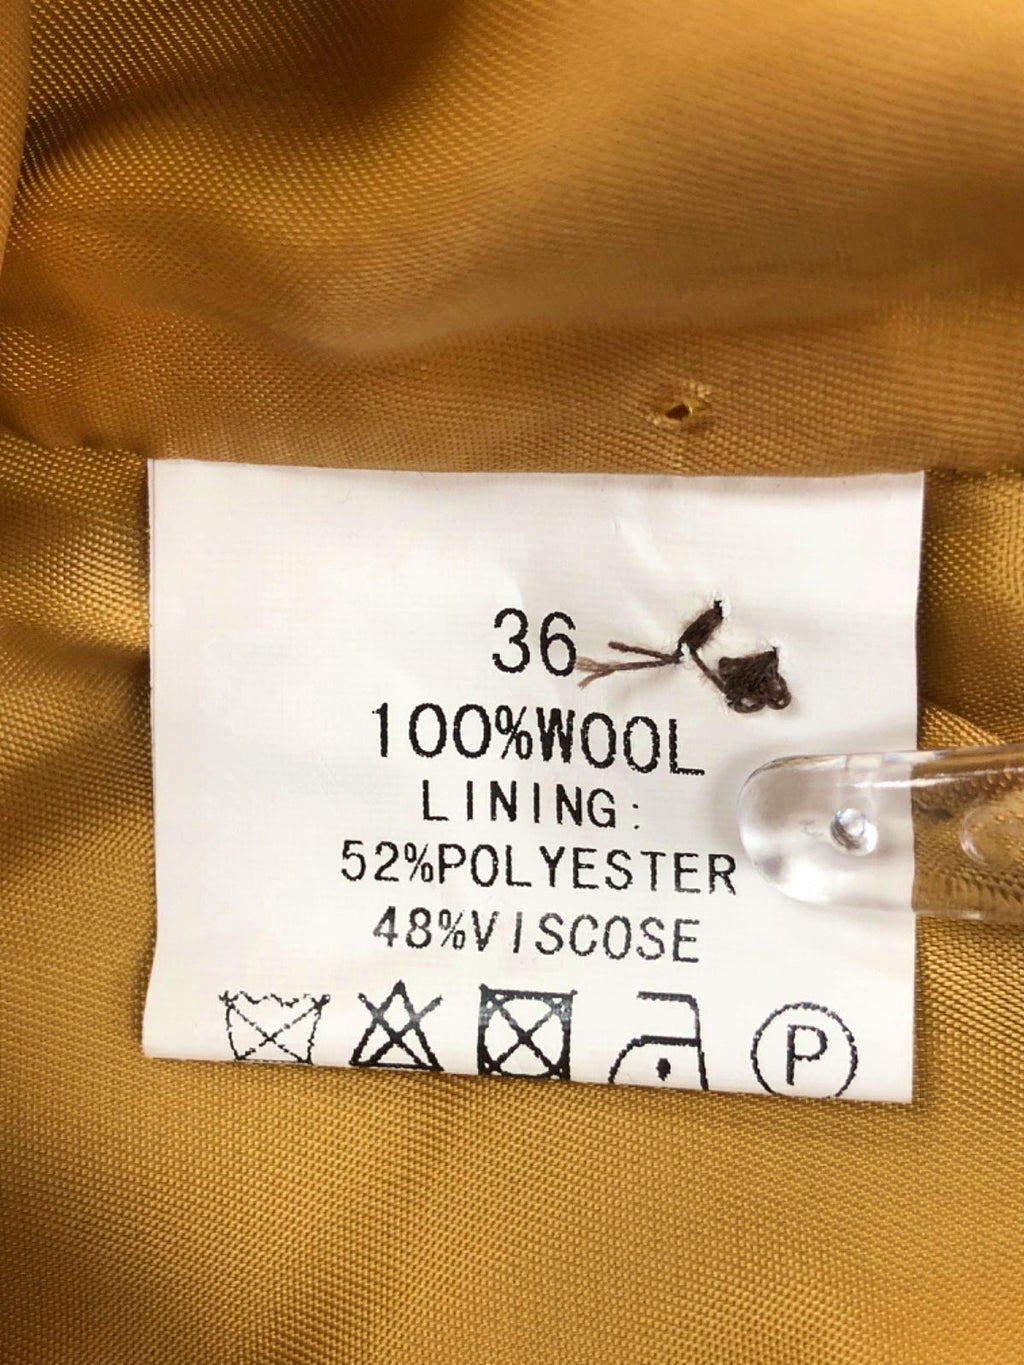 36
100%WOOL
LINING:
52%POLYESTER
48%VISCOSE
P